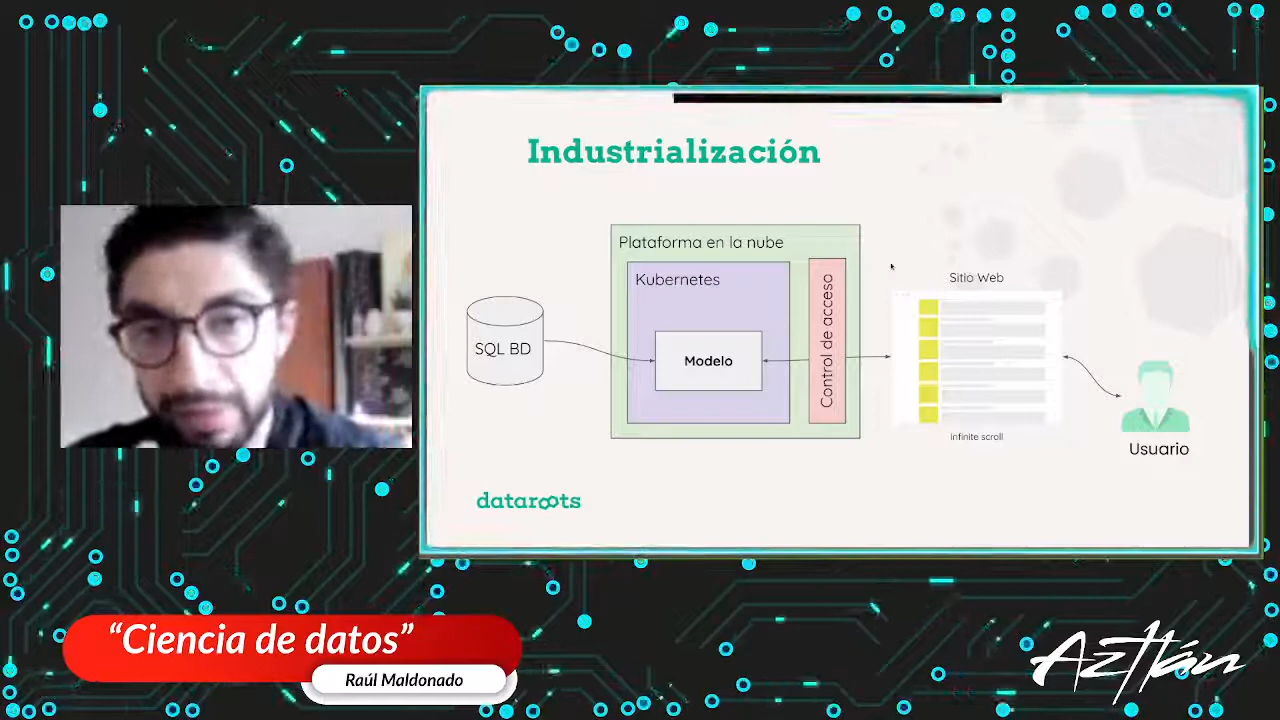 Industrialización
Plataforma en la nube
Kubernetes
Control de acceso
Sitio Web
SQL BD
Modelo
Infinite scroll
Usuario
dataroots
“Ciencia de datos”
Raúl Maldonado
Aztlán